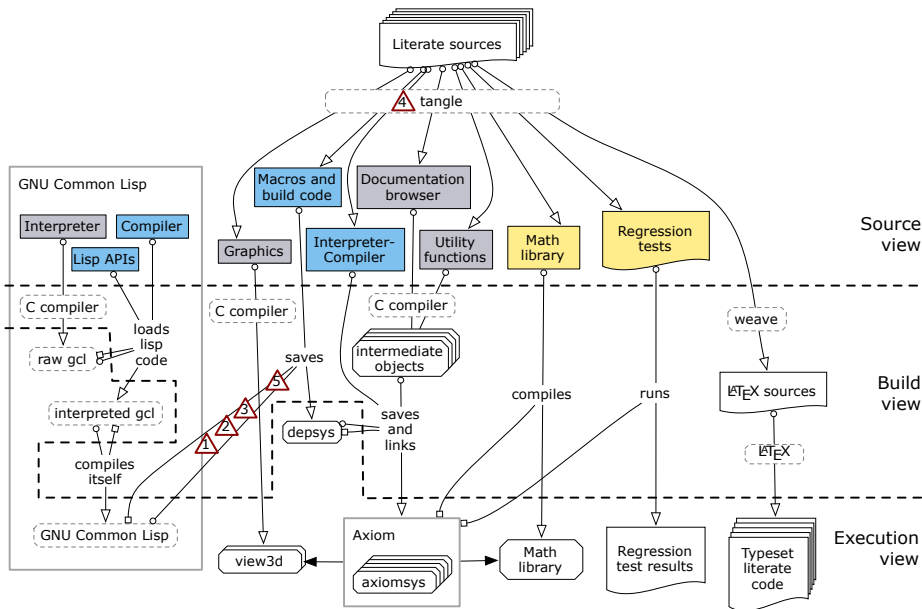 Literate sources
4 tangle
GNU Common Lisp
Macros and
build code
Documentation
browser
Interpreter
Compiler
Lisp APIs
Graphics
Interpreter-
Compiler
Utility
functions
Math
library
Regression
tests
Source
view
C compiler
C compiler
C compiler
weave
raw gcl
loads
lisp
code
saves
intermediate
objects
5
compiles
runs
LATEX sources
Build
view
interpreted gcl
3
2
1
depsys
saves
and
links
compiles
itself
LATEX
GNU Common Lisp
view3d
Axiom
axiomsys
Math
library
Regression
test results
Typeset
literate
code
Execution
view